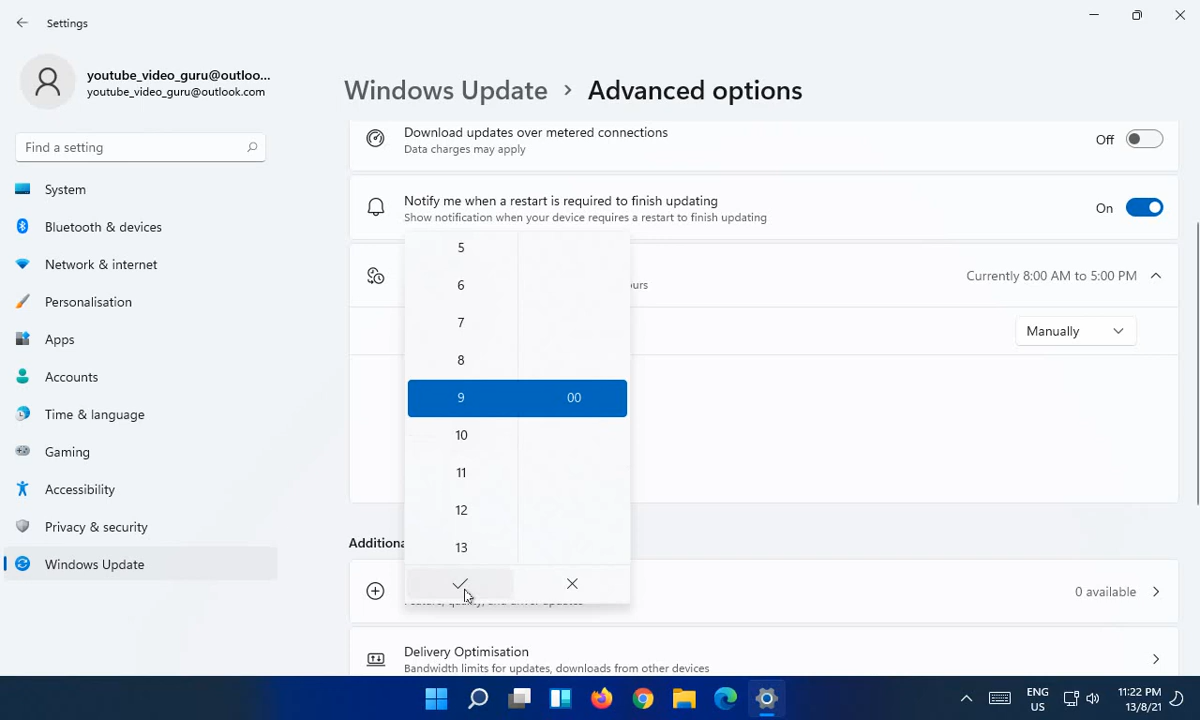 Settings
youtube_video_guru@outloo...
youtube_video_guru@outlook.com
Find a setting
System
Bluetooth & devices
Network & internet
Personalisation
Apps
Accounts
Time & language
Gaming
Accessibility
Privacy & security
Windows Update
Windows Update > Advanced options
Download updates over metered connections
Data charges may apply
Off
Notify me when a restart is required to finish updating
Show notification when your device requires a restart to finish updating
On
Currently 8:00 AM to 5:00 PM
Manually
5
6
7
8
9 00
10
11
12
13
0 available
Delivery Optimisation
Bandwidth limits for updates, downloads from other devices
ENG
US
11:22 PM
13/8/21